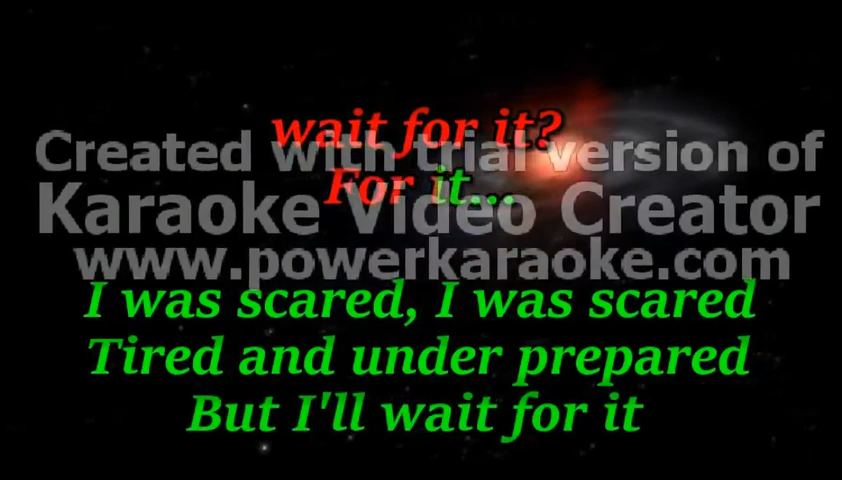 wait for it?
Created with trial version of
For it...
Karaoke Video Creator
www.powerkaraoke.com
I was scared, I was scared
Tired and under prepared
But I'll wait for it